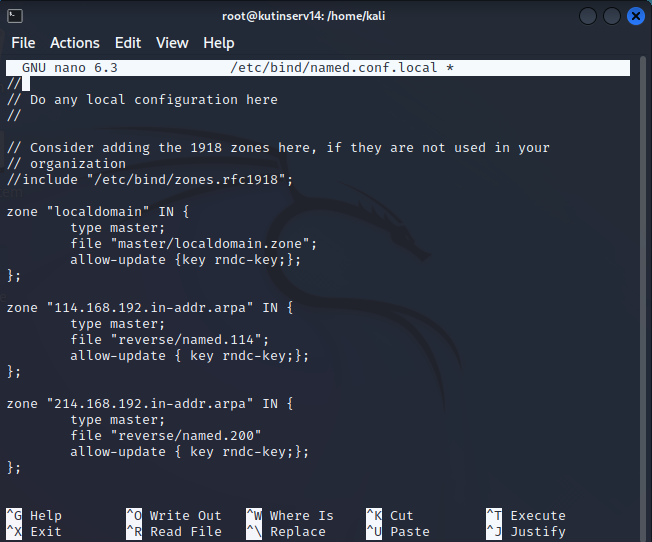 root@kutinserv14: /home/kali
File Actions Edit View Help
GNU nano 6.3 /etc/bind/named.conf.local *
//
// Do any local configuration here
//
// Consider adding the 1918 zones here, if they are not used in your
// organization
//include "/etc/bind/zones.rfc1918";
zone "localdomain" IN {
type master;
file "master/localdomain.zone";
allow-update {key rndc-key;};
};
zone "114.168.192.in-addr.arpa" IN {
type master;
file "reverse/named.114";
allow-update { key rndc-key;};
};
zone "214.168.192.in-addr.arpa" IN {
type master;
file "reverse/named.200"
allow-update { key rndc-key;};
};
^G Help ^O Write Out ^W Where Is ^K Cut ^T Execute
^X Exit ^R Read File ^\ Replace ^U Paste ^J Justify